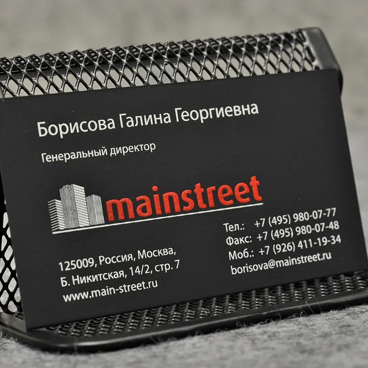 Борисова Галина Георгиевна
Генеральный директор
mainstreet
125009, Россия, Москва,
Б. Никитская, 14/2, стр. 7
www.main-street.ru
Тел.: +7 (495) 980-07-77
Факс: +7 (495) 980-07-48
Моб.: +7 (926) 411-19-34
borisova@mainstreet.ru